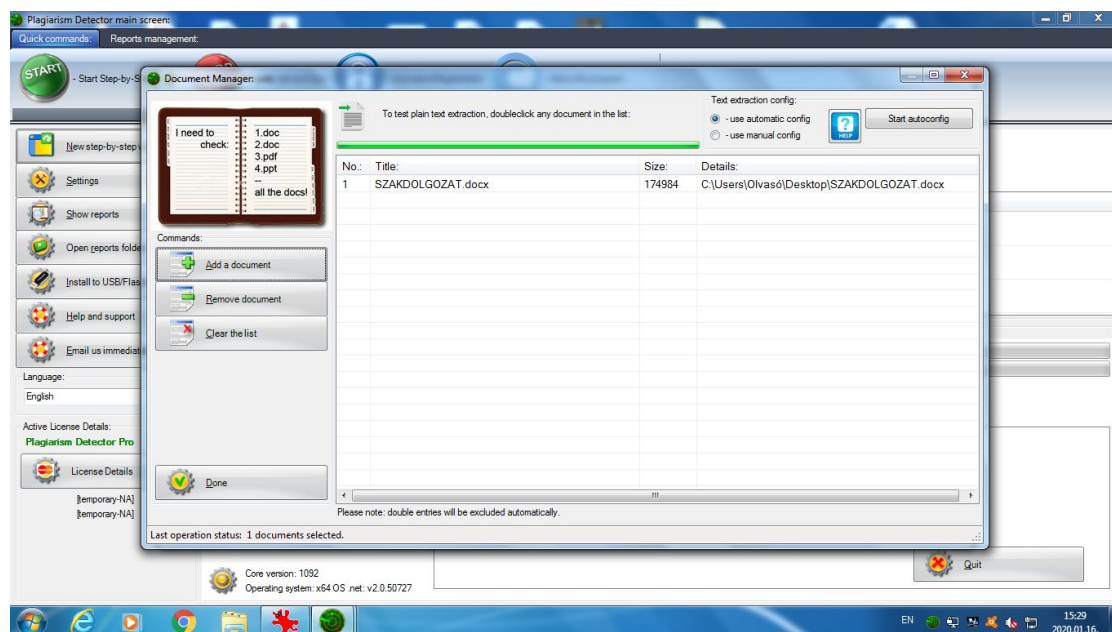 Plagiarism Detector main screen:
Quick commands: Reports management:
START - Start Step-by-S
Document Manager:
I need to check:
1.doc
2.doc
3.pdf
4.ppt
--
all the docs!
To test plain text extraction, doubleclick any document in the list:
Text extraction config:
- use automatic config
- use manual config
HELP
Start autoconfig
No.: Title: Size: Details:
1 SZAKDOLGOZAT.docx 174984 C:\Users\Olvasó\Desktop\SZAKDOLGOZAT.docx
Commands:
Add a document
Remove document
Clear the list
Done
Please note: double entries will be excluded automatically.
Last operation status: 1 documents selected.
New step-by-step
Settings
Show reports
Open reports folde
Install to USB/Flas
Help and support
Email us immediat
Language:
English
Active License Details:
Plagiarism Detector Pro
License Details
[temporary-NA]
[temporary-NA]
Core version: 1092
Operating system: x64 OS .net: v2.0.50727
Quit
EN
15:29
2020.01.16.